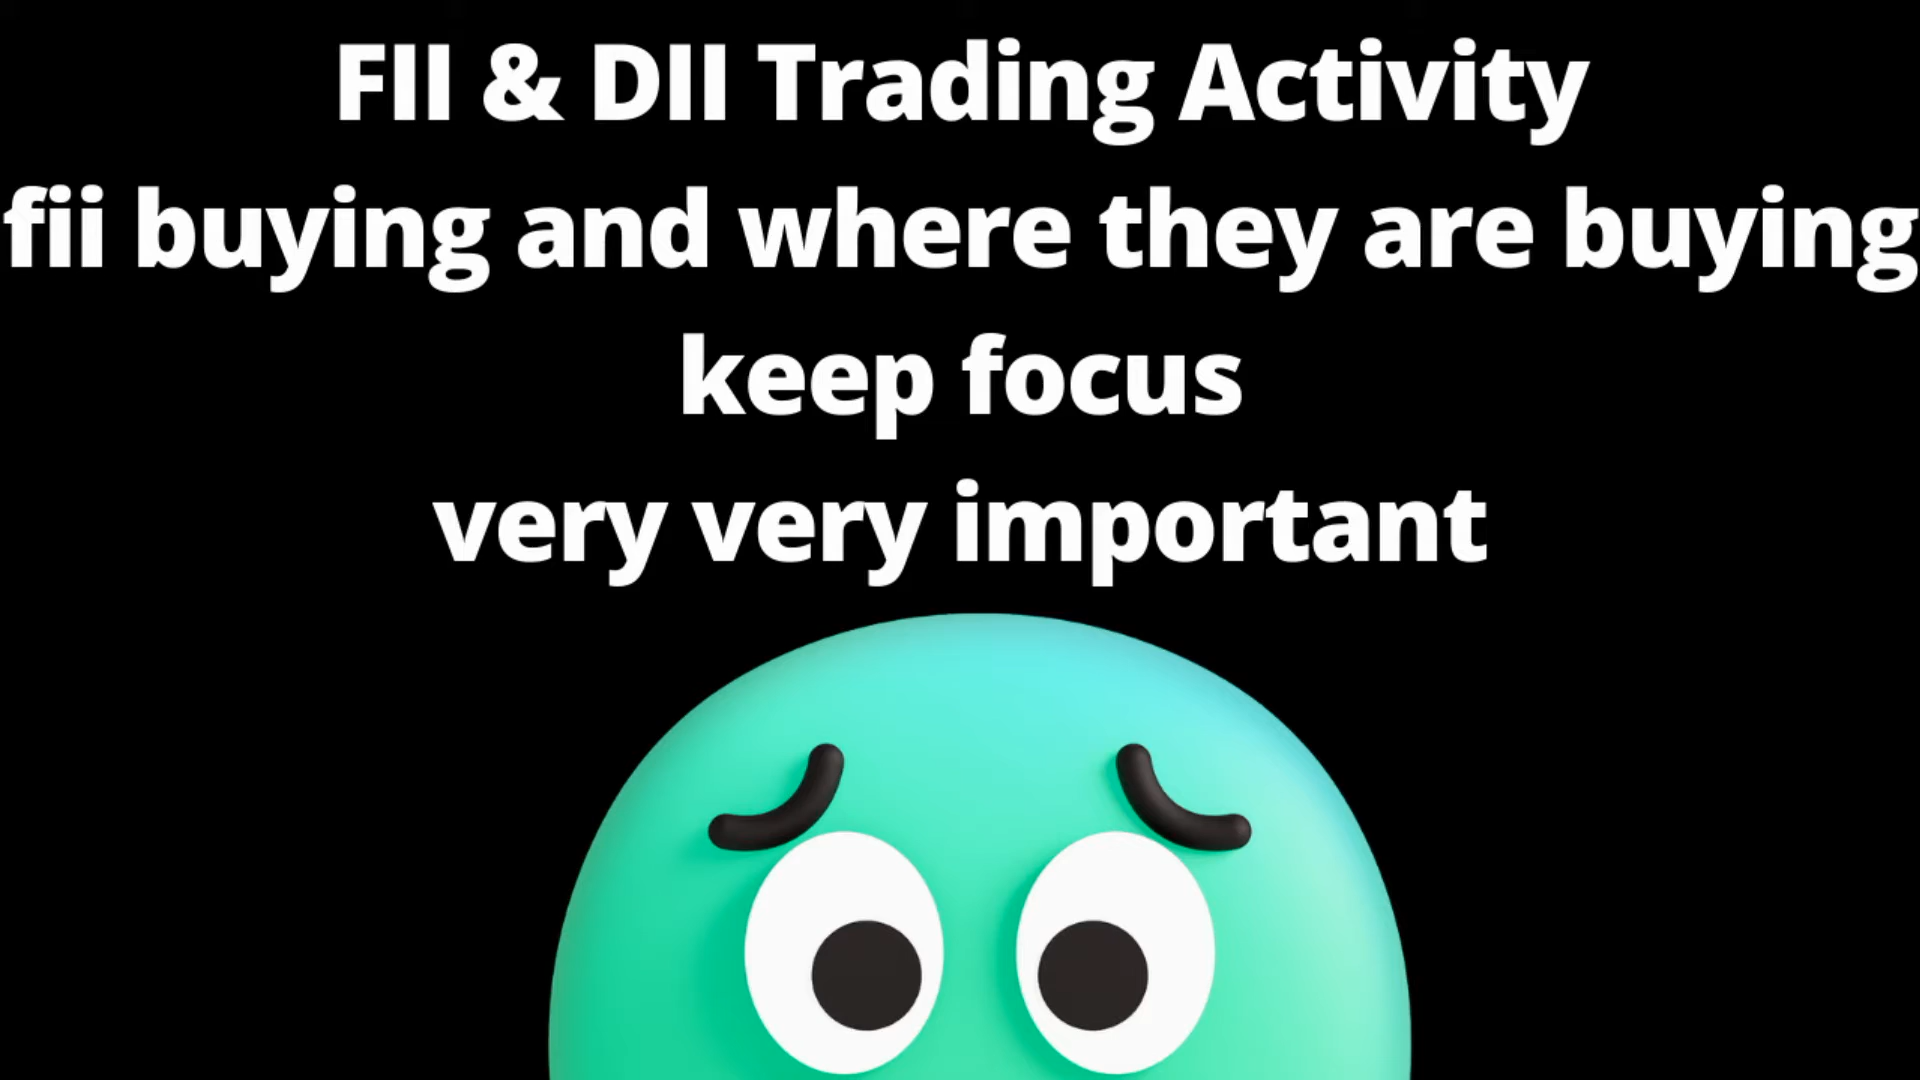 FII & DII Trading Activity
fii buying and where they are buying
keep focus
very very important